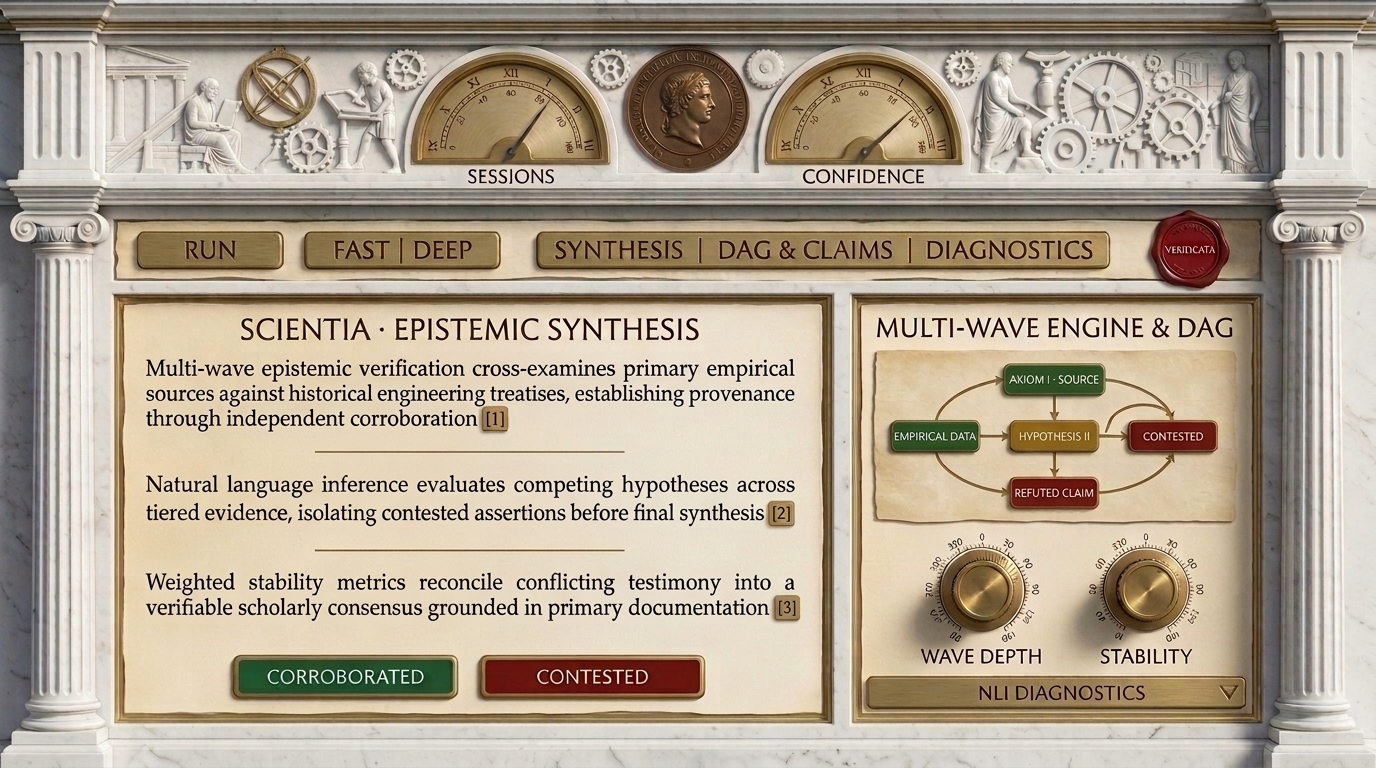 SESSIONS
CONFIDENCE
RUN
FAST | DEEP
SYNTHESIS | DAG & CLAIMS | DIAGNOSTICS
VERIFICATA
SCIENTIA · EPISTEMIC SYNTHESIS
Multi-wave epistemic verification cross-examines primary empirical
sources against historical engineering treatises, establishing provenance
through independent corroboration [1]
Natural language inference evaluates competing hypotheses across
tiered evidence, isolating contested assertions before final synthesis [2]
Weighted stability metrics reconcile conflicting testimony into a
verifiable scholarly consensus grounded in primary documentation [3]
CORROBORATED
CONTESTED
MULTI-WAVE ENGINE & DAG
AXIOM I · SOURCE
EMPIRICAL DATA
HYPOTHESIS II
CONTESTED
REFUTED CLAIM
WAVE DEPTH
STABILITY
NLI DIAGNOSTICS